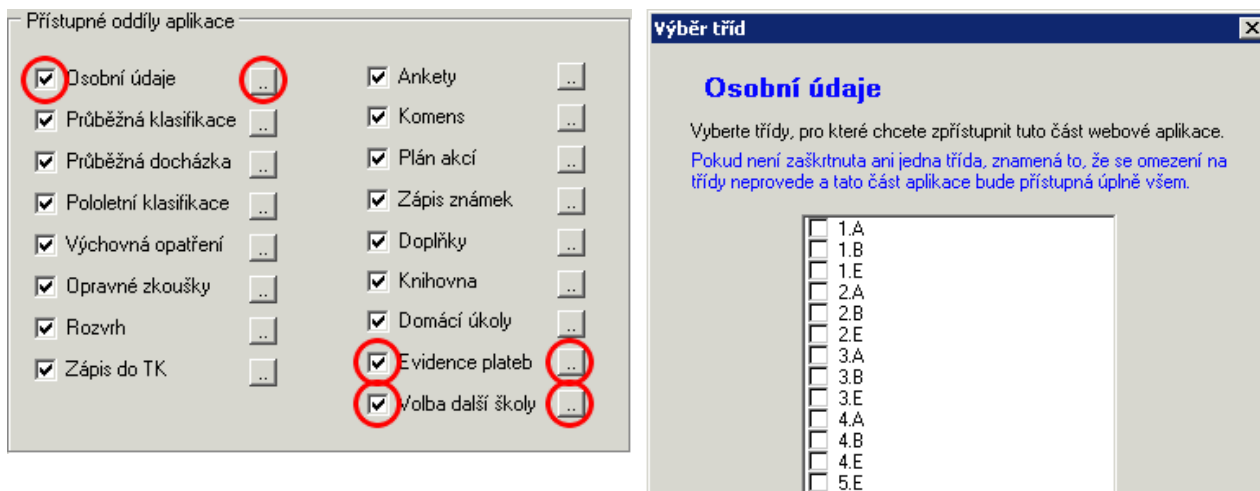 Přístupné oddíly aplikace
Osobní údaje ..
Průběžná klasifikace ..
Průběžná docházka ..
Pololetní klasifikace ..
Výchovná opatření ..
Opravné zkoušky ..
Rozvrh ..
Zápis do TK ..
Ankety ..
Komens ..
Plán akcí ..
Zápis známek ..
Doplňky ..
Knihovna ..
Domácí úkoly ..
Evidence plateb ..
Volba další školy ..
Výběr tříd
Osobní údaje
Vyberte třídy, pro které chcete zpřístupnit tuto část webové aplikace.
Pokud není zaškrtnuta ani jedna třída, znamená to, že se omezení na
třídy neprovede a tato část aplikace bude přístupná úplně všem.
1.A
1.B
1.E
2.A
2.B
2.E
3.A
3.B
3.E
4.A
4.B
4.E
5.E